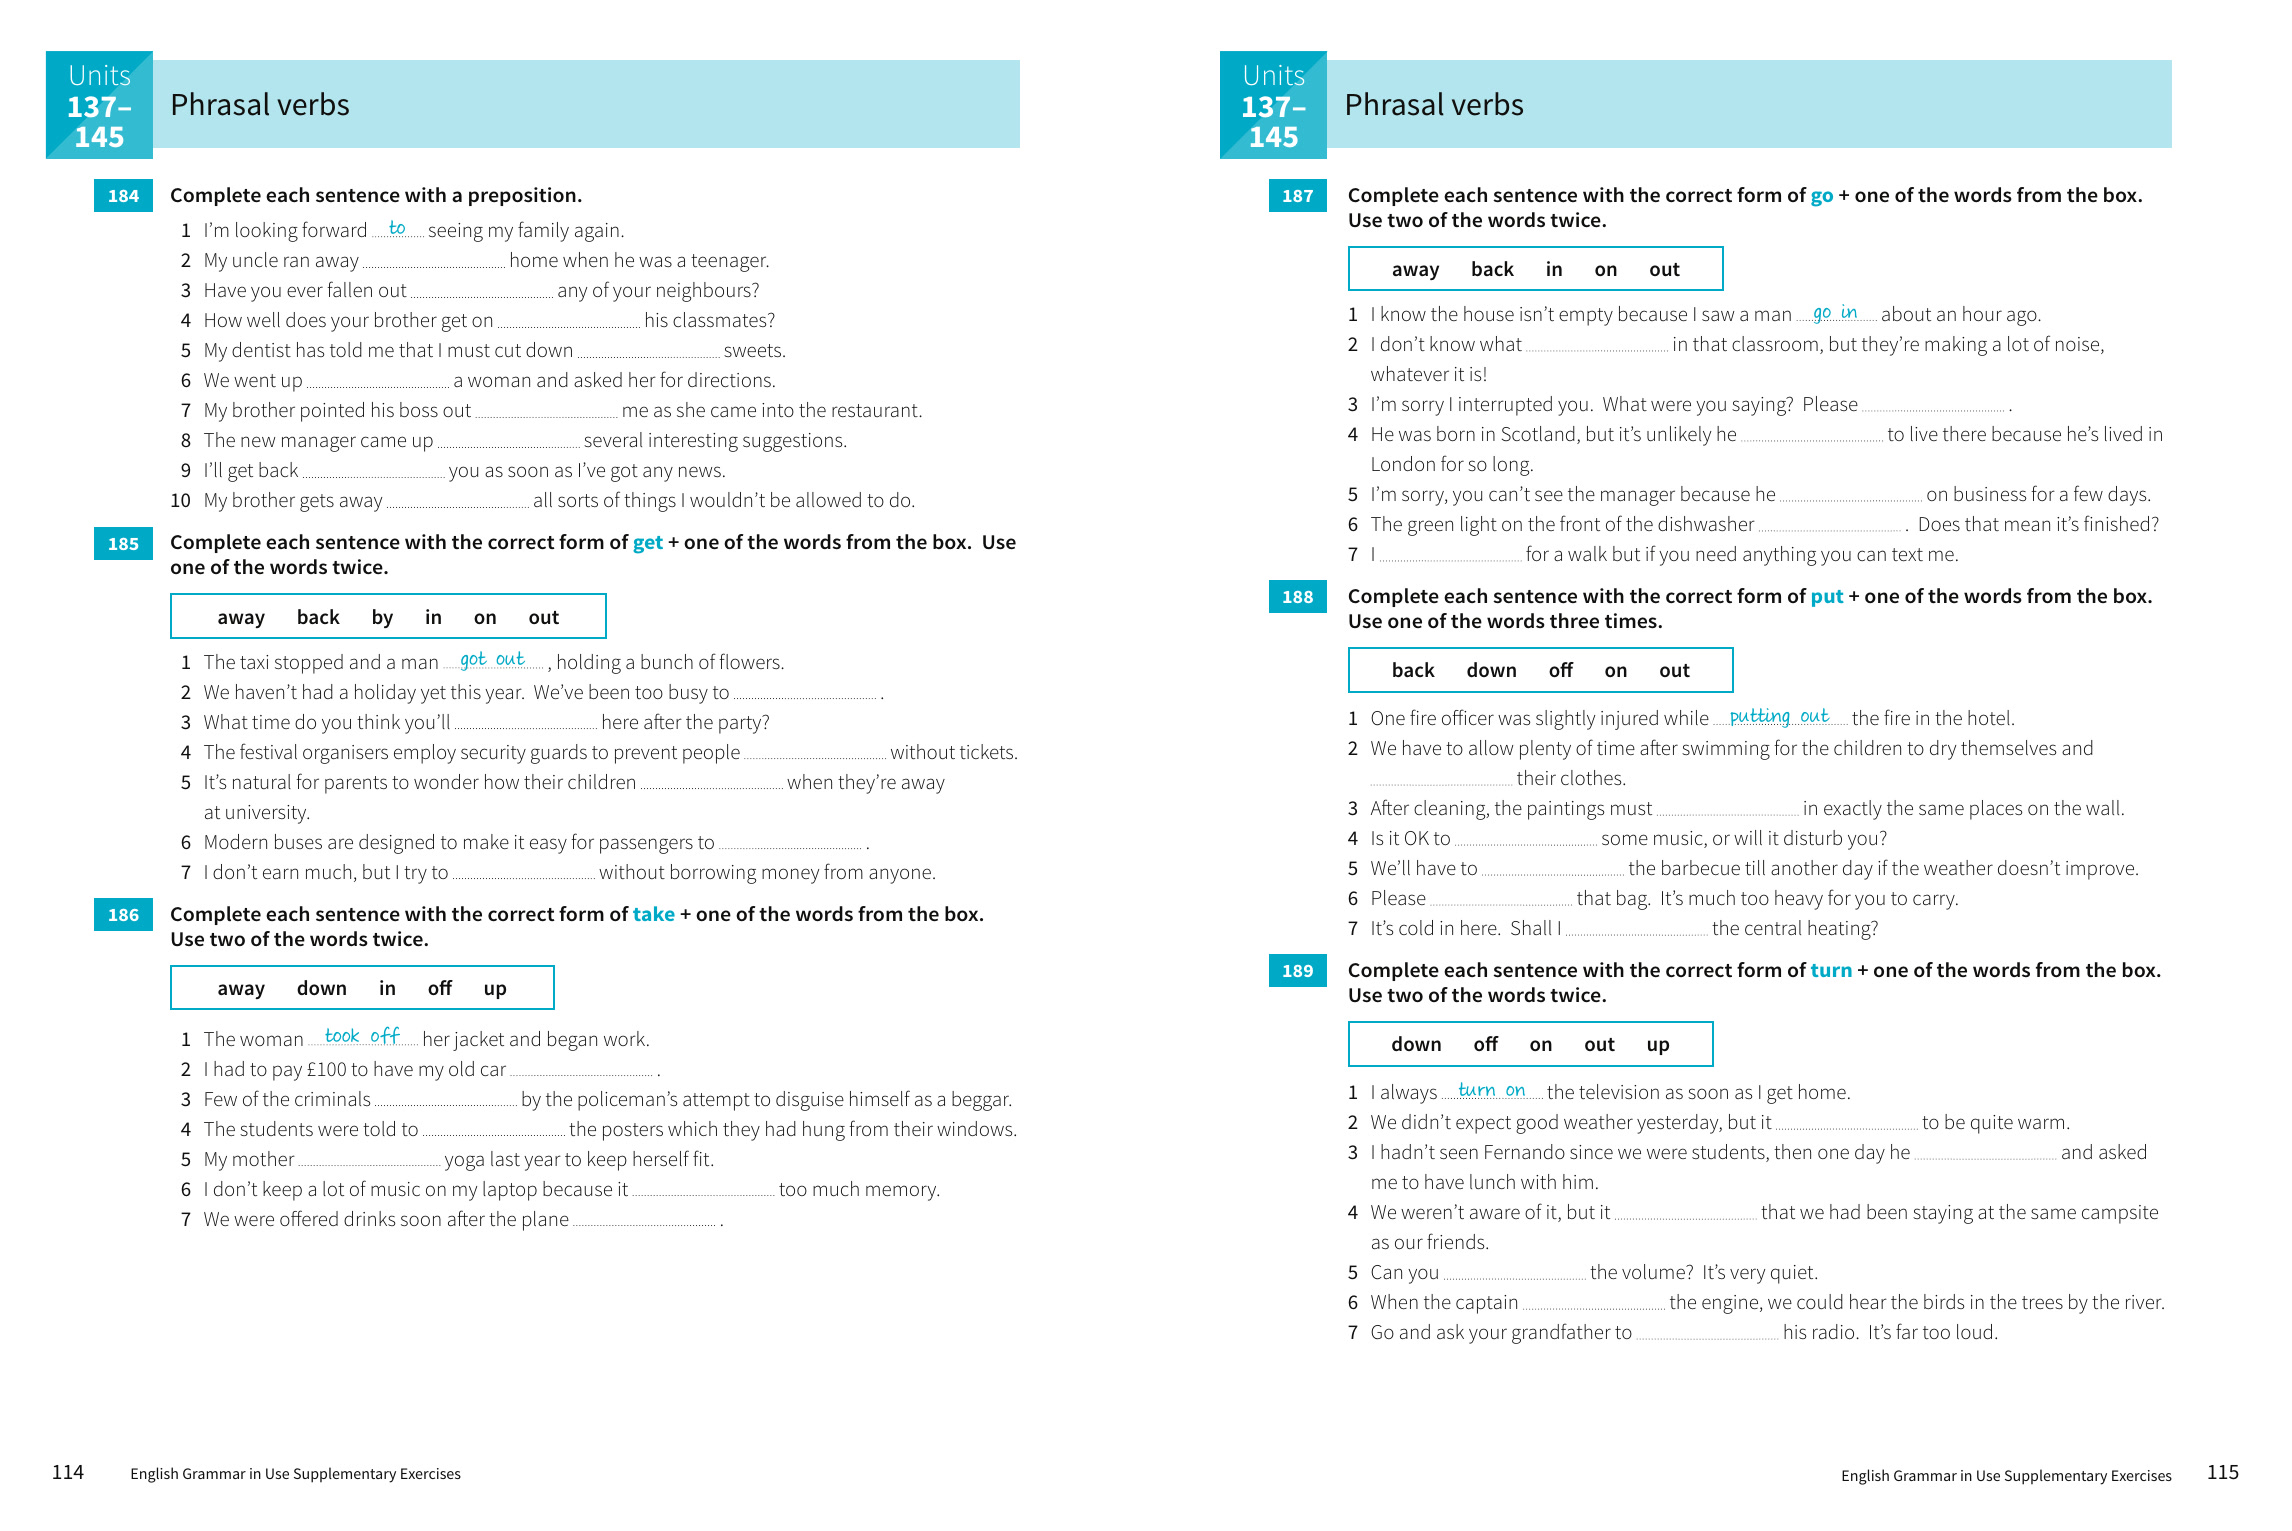 Units
137–
145
Phrasal verbs
184 Complete each sentence with a preposition.
1 I’m looking forward to seeing my family again.
2 My uncle ran away home when he was a teenager.
3 Have you ever fallen out any of your neighbours?
4 How well does your brother get on his classmates?
5 My dentist has told me that I must cut down sweets.
6 We went up a woman and asked her for directions.
7 My brother pointed his boss out me as she came into the restaurant.
8 The new manager came up several interesting suggestions.
9 I’ll get back you as soon as I’ve got any news.
10 My brother gets away all sorts of things I wouldn’t be allowed to do.
185 Complete each sentence with the correct form of get + one of the words from the box. Use
one of the words twice.
away back by in on out
1 The taxi stopped and a man got out , holding a bunch of flowers.
2 We haven’t had a holiday yet this year. We’ve been too busy to .
3 What time do you think you’ll here after the party?
4 The festival organisers employ security guards to prevent people without tickets.
5 It’s natural for parents to wonder how their children when they’re away
at university.
6 Modern buses are designed to make it easy for passengers to .
7 I don’t earn much, but I try to without borrowing money from anyone.
186 Complete each sentence with the correct form of take + one of the words from the box.
Use two of the words twice.
away down in off up
1 The woman took off her jacket and began work.
2 I had to pay £100 to have my old car .
3 Few of the criminals by the policeman’s attempt to disguise himself as a beggar.
4 The students were told to the posters which they had hung from their windows.
5 My mother yoga last year to keep herself fit.
6 I don’t keep a lot of music on my laptop because it too much memory.
7 We were offered drinks soon after the plane .
114 English Grammar in Use Supplementary Exercises
Units
137–
145
Phrasal verbs
187 Complete each sentence with the correct form of go + one of the words from the box.
Use two of the words twice.
away back in on out
1 I know the house isn’t empty because I saw a man go in about an hour ago.
2 I don’t know what in that classroom, but they’re making a lot of noise,
whatever it is!
3 I’m sorry I interrupted you. What were you saying? Please .
4 He was born in Scotland, but it’s unlikely he to live there because he’s lived in
London for so long.
5 I’m sorry, you can’t see the manager because he on business for a few days.
6 The green light on the front of the dishwasher . Does that mean it’s finished?
7 I for a walk but if you need anything you can text me.
188 Complete each sentence with the correct form of put + one of the words from the box.
Use one of the words three times.
back down off on out
1 One fire officer was slightly injured while putting out the fire in the hotel.
2 We have to allow plenty of time after swimming for the children to dry themselves and
their clothes.
3 After cleaning, the paintings must in exactly the same places on the wall.
4 Is it OK to some music, or will it disturb you?
5 We’ll have to the barbecue till another day if the weather doesn’t improve.
6 Please that bag. It’s much too heavy for you to carry.
7 It’s cold in here. Shall I the central heating?
189 Complete each sentence with the correct form of turn + one of the words from the box.
Use two of the words twice.
down off on out up
1 I always turn on the television as soon as I get home.
2 We didn’t expect good weather yesterday, but it to be quite warm.
3 I hadn’t seen Fernando since we were students, then one day he and asked
me to have lunch with him.
4 We weren’t aware of it, but it that we had been staying at the same campsite
as our friends.
5 Can you the volume? It’s very quiet.
6 When the captain the engine, we could hear the birds in the trees by the river.
7 Go and ask your grandfather to his radio. It’s far too loud.
English Grammar in Use Supplementary Exercises 115